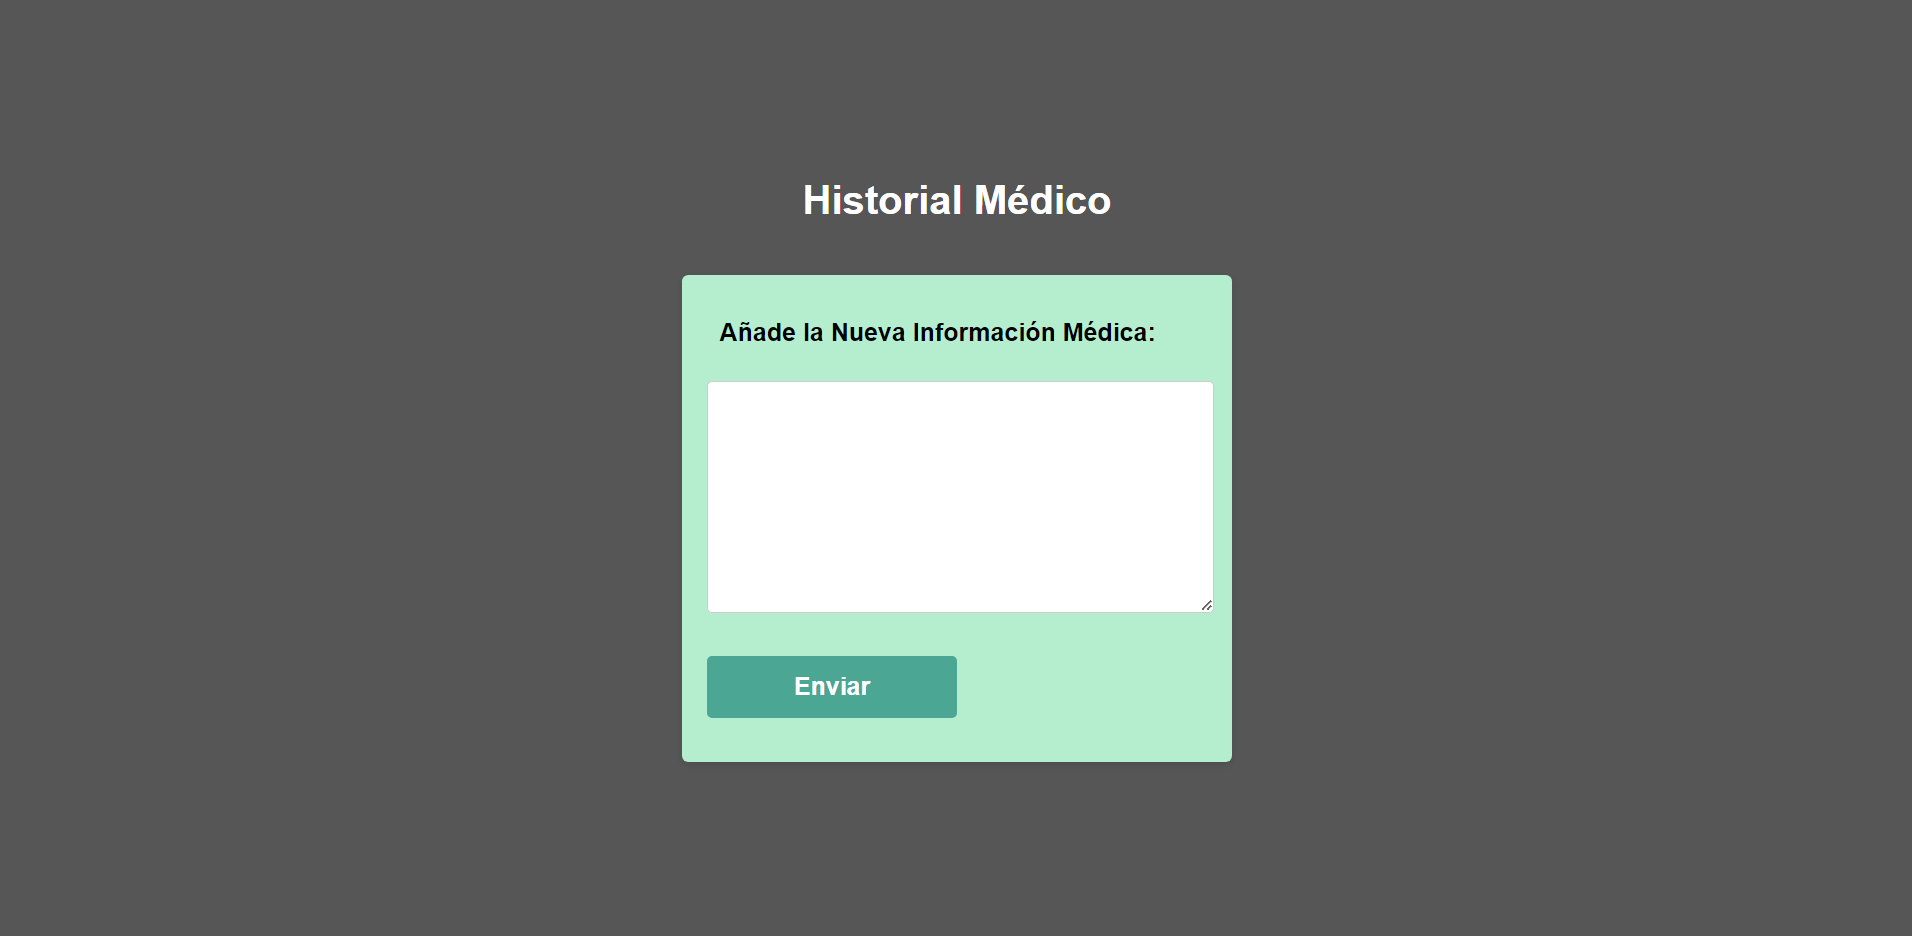 Historial Médico
Añade la Nueva Información Médica:
Enviar